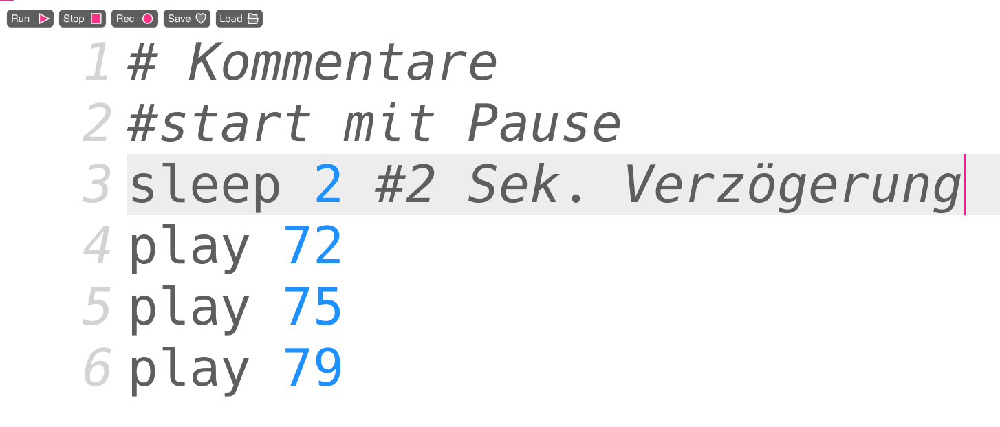 Run Stop Rec Save Load
1 # Kommentare
2 #start mit Pause
3 sleep 2 #2 Sek. Verzögerung
4 play 72
5 play 75
6 play 79